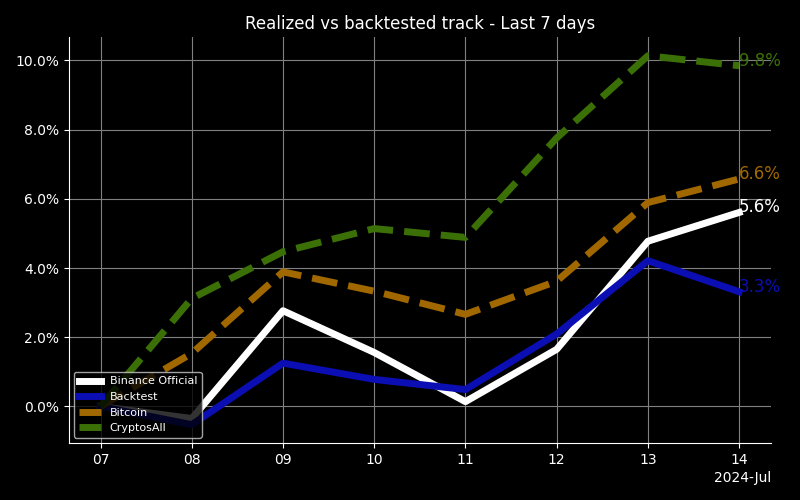 Realized vs backtested track - Last 7 days
10.0%
8.0%
6.0%
4.0%
2.0%
0.0%
9.8%
6.6%
5.6%
3.3%
Binance Official
Backtest
Bitcoin
CryptosAll
07 08 09 10 11 12 13 14
2024-Jul